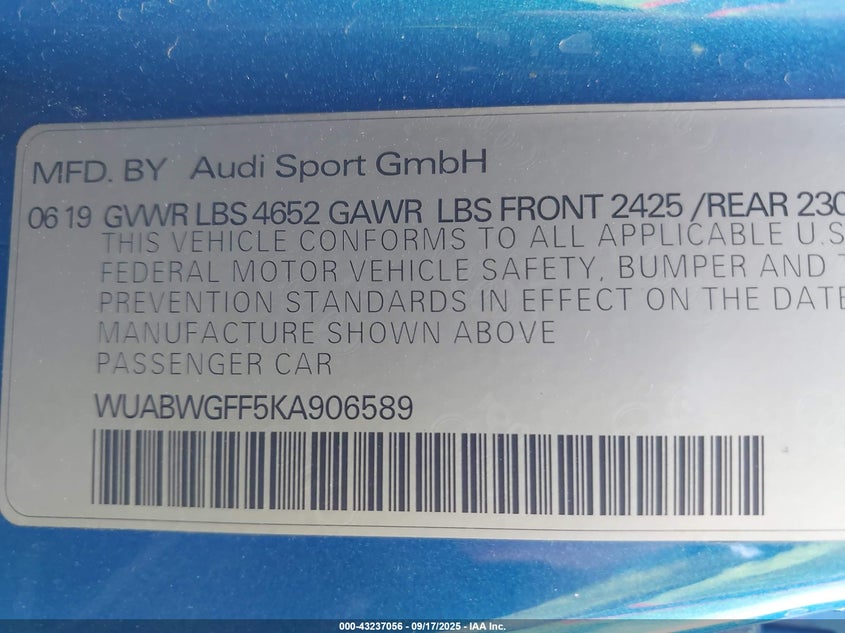 MFD. BY Audi Sport GmbH
06 19 GVWR LBS 4652 GAWR LBS FRONT 2425 /REAR 230
THIS VEHICLE CONFORMS TO ALL APPLICABLE U.S
FEDERAL MOTOR VEHICLE SAFETY, BUMPER AND T
PREVENTION STANDARDS IN EFFECT ON THE DATE
MANUFACTURE SHOWN ABOVE
PASSENGER CAR
WUABWGFF5KA906589
000-43237056 - 09/17/2025 - IAA Inc.